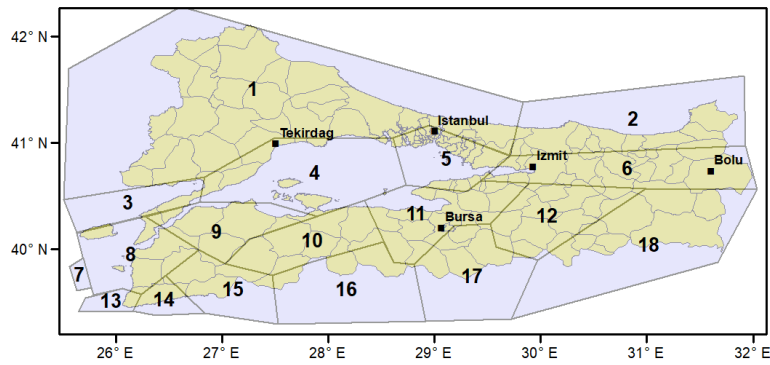 42° N
1
2
Istanbul
Tekirdag
41° N
5
Izmit
4
6
Bolu
3
11
12
Bursa
9
10
18
40° N
8
7
17
15
16
13
14
26° E
27° E
28° E
29° E
30° E
31° E
32° E